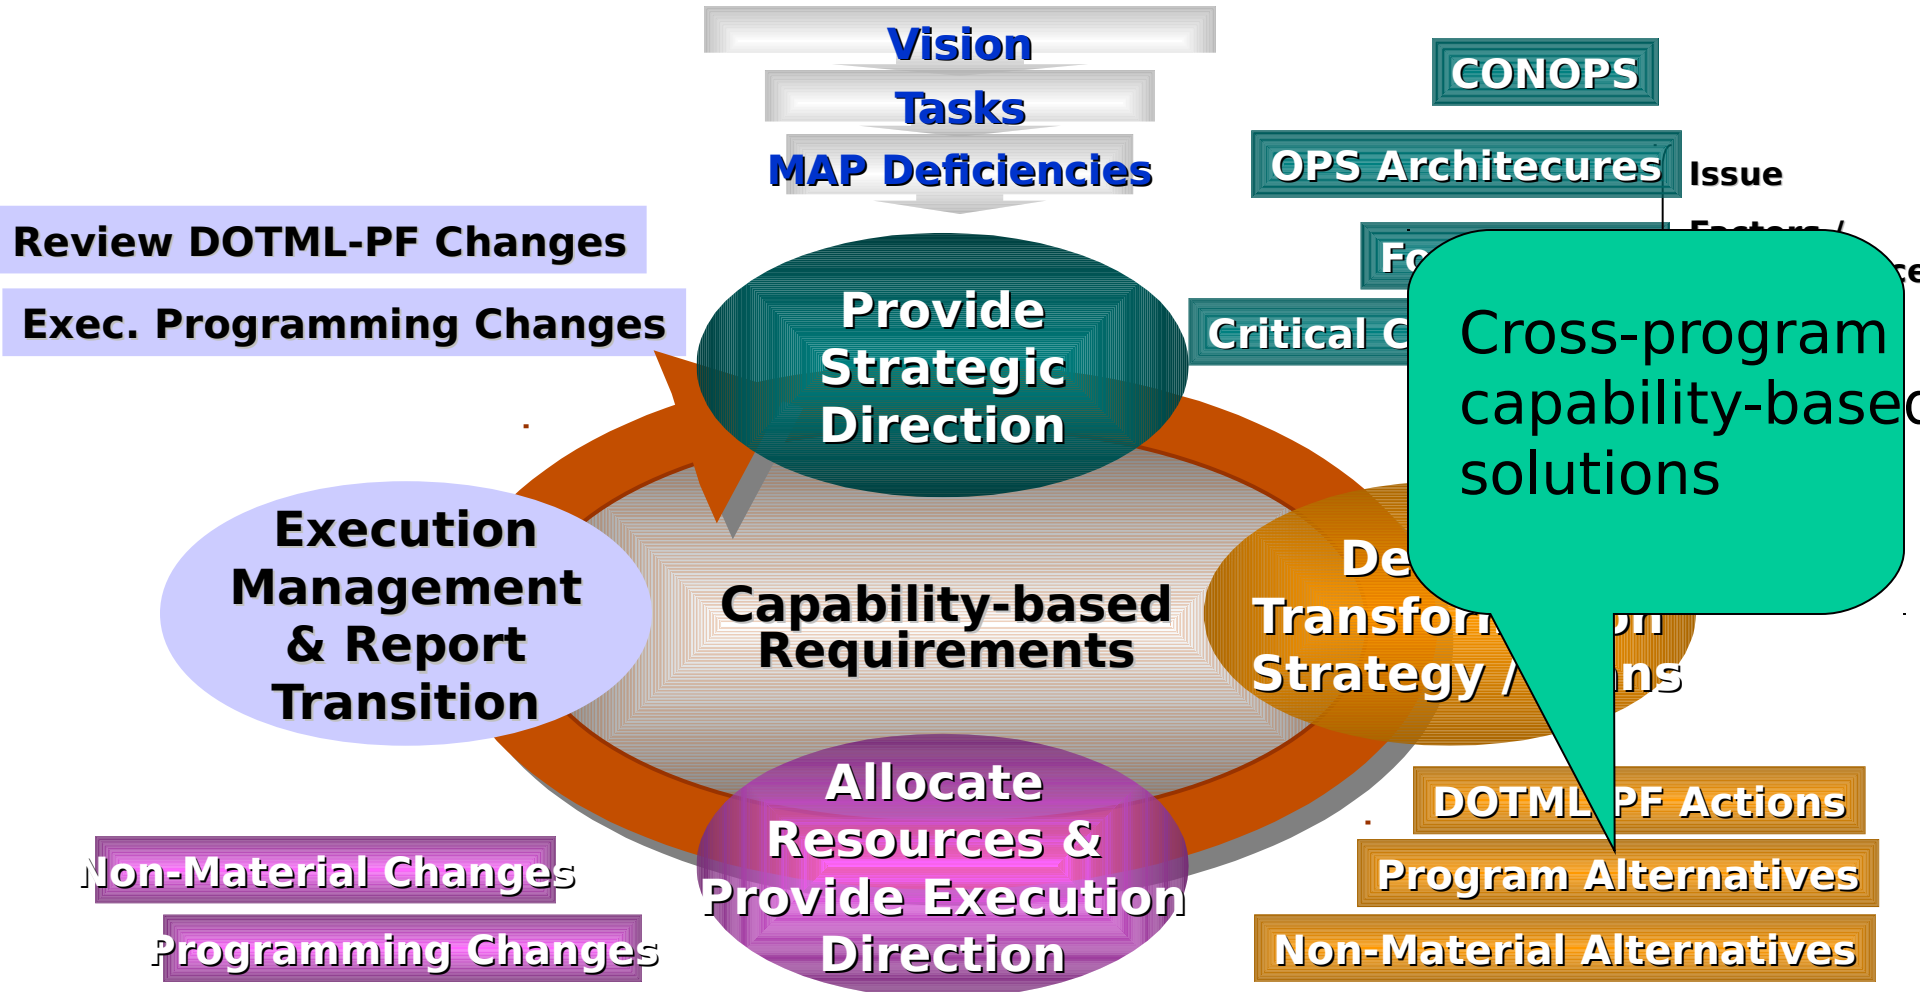 Vision
Tasks
MAP Deficiencies
CONOPS
OPS Architecures
Issue
Review DOTML-PF Changes
Exec. Programming Changes
Critical
Provide
Strategic
Direction
Cross-program
capability-based
solutions
Execution
Management
& Report
Transition
Capability-based
Requirements
Strategy /
Allocate
Resources &
Provide Execution
Direction
DOTML-PF Actions
Program Alternatives
Non-Material Alternatives
Non-Material Changes
Programming Changes